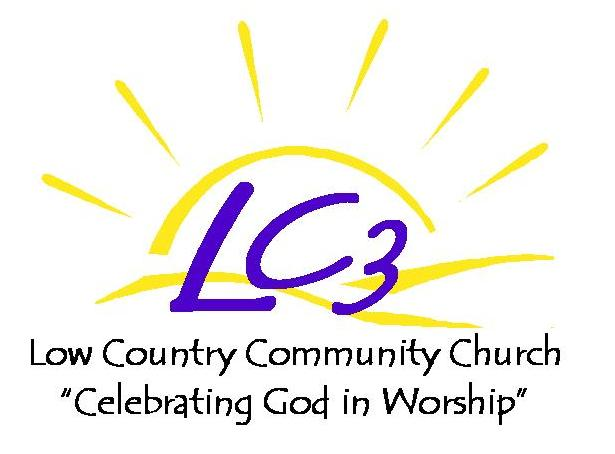 LC3
Low Country Community Church
“Celebrating God in Worship”